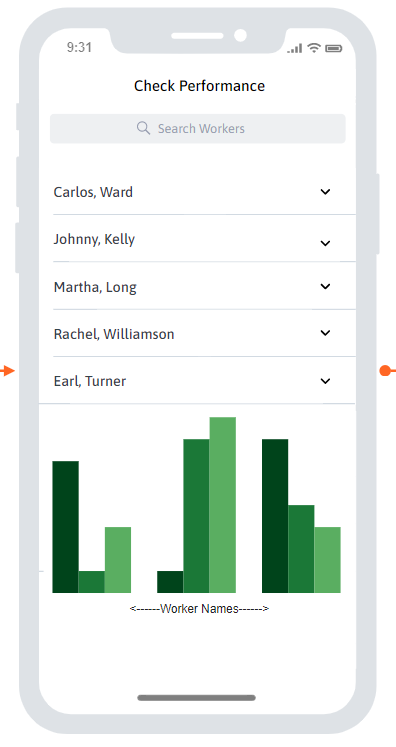 9:31
Check Performance
Search Workers
Carlos, Ward
Johnny, Kelly
Martha, Long
Rachel, Williamson
Earl, Turner
<------Worker Names------>